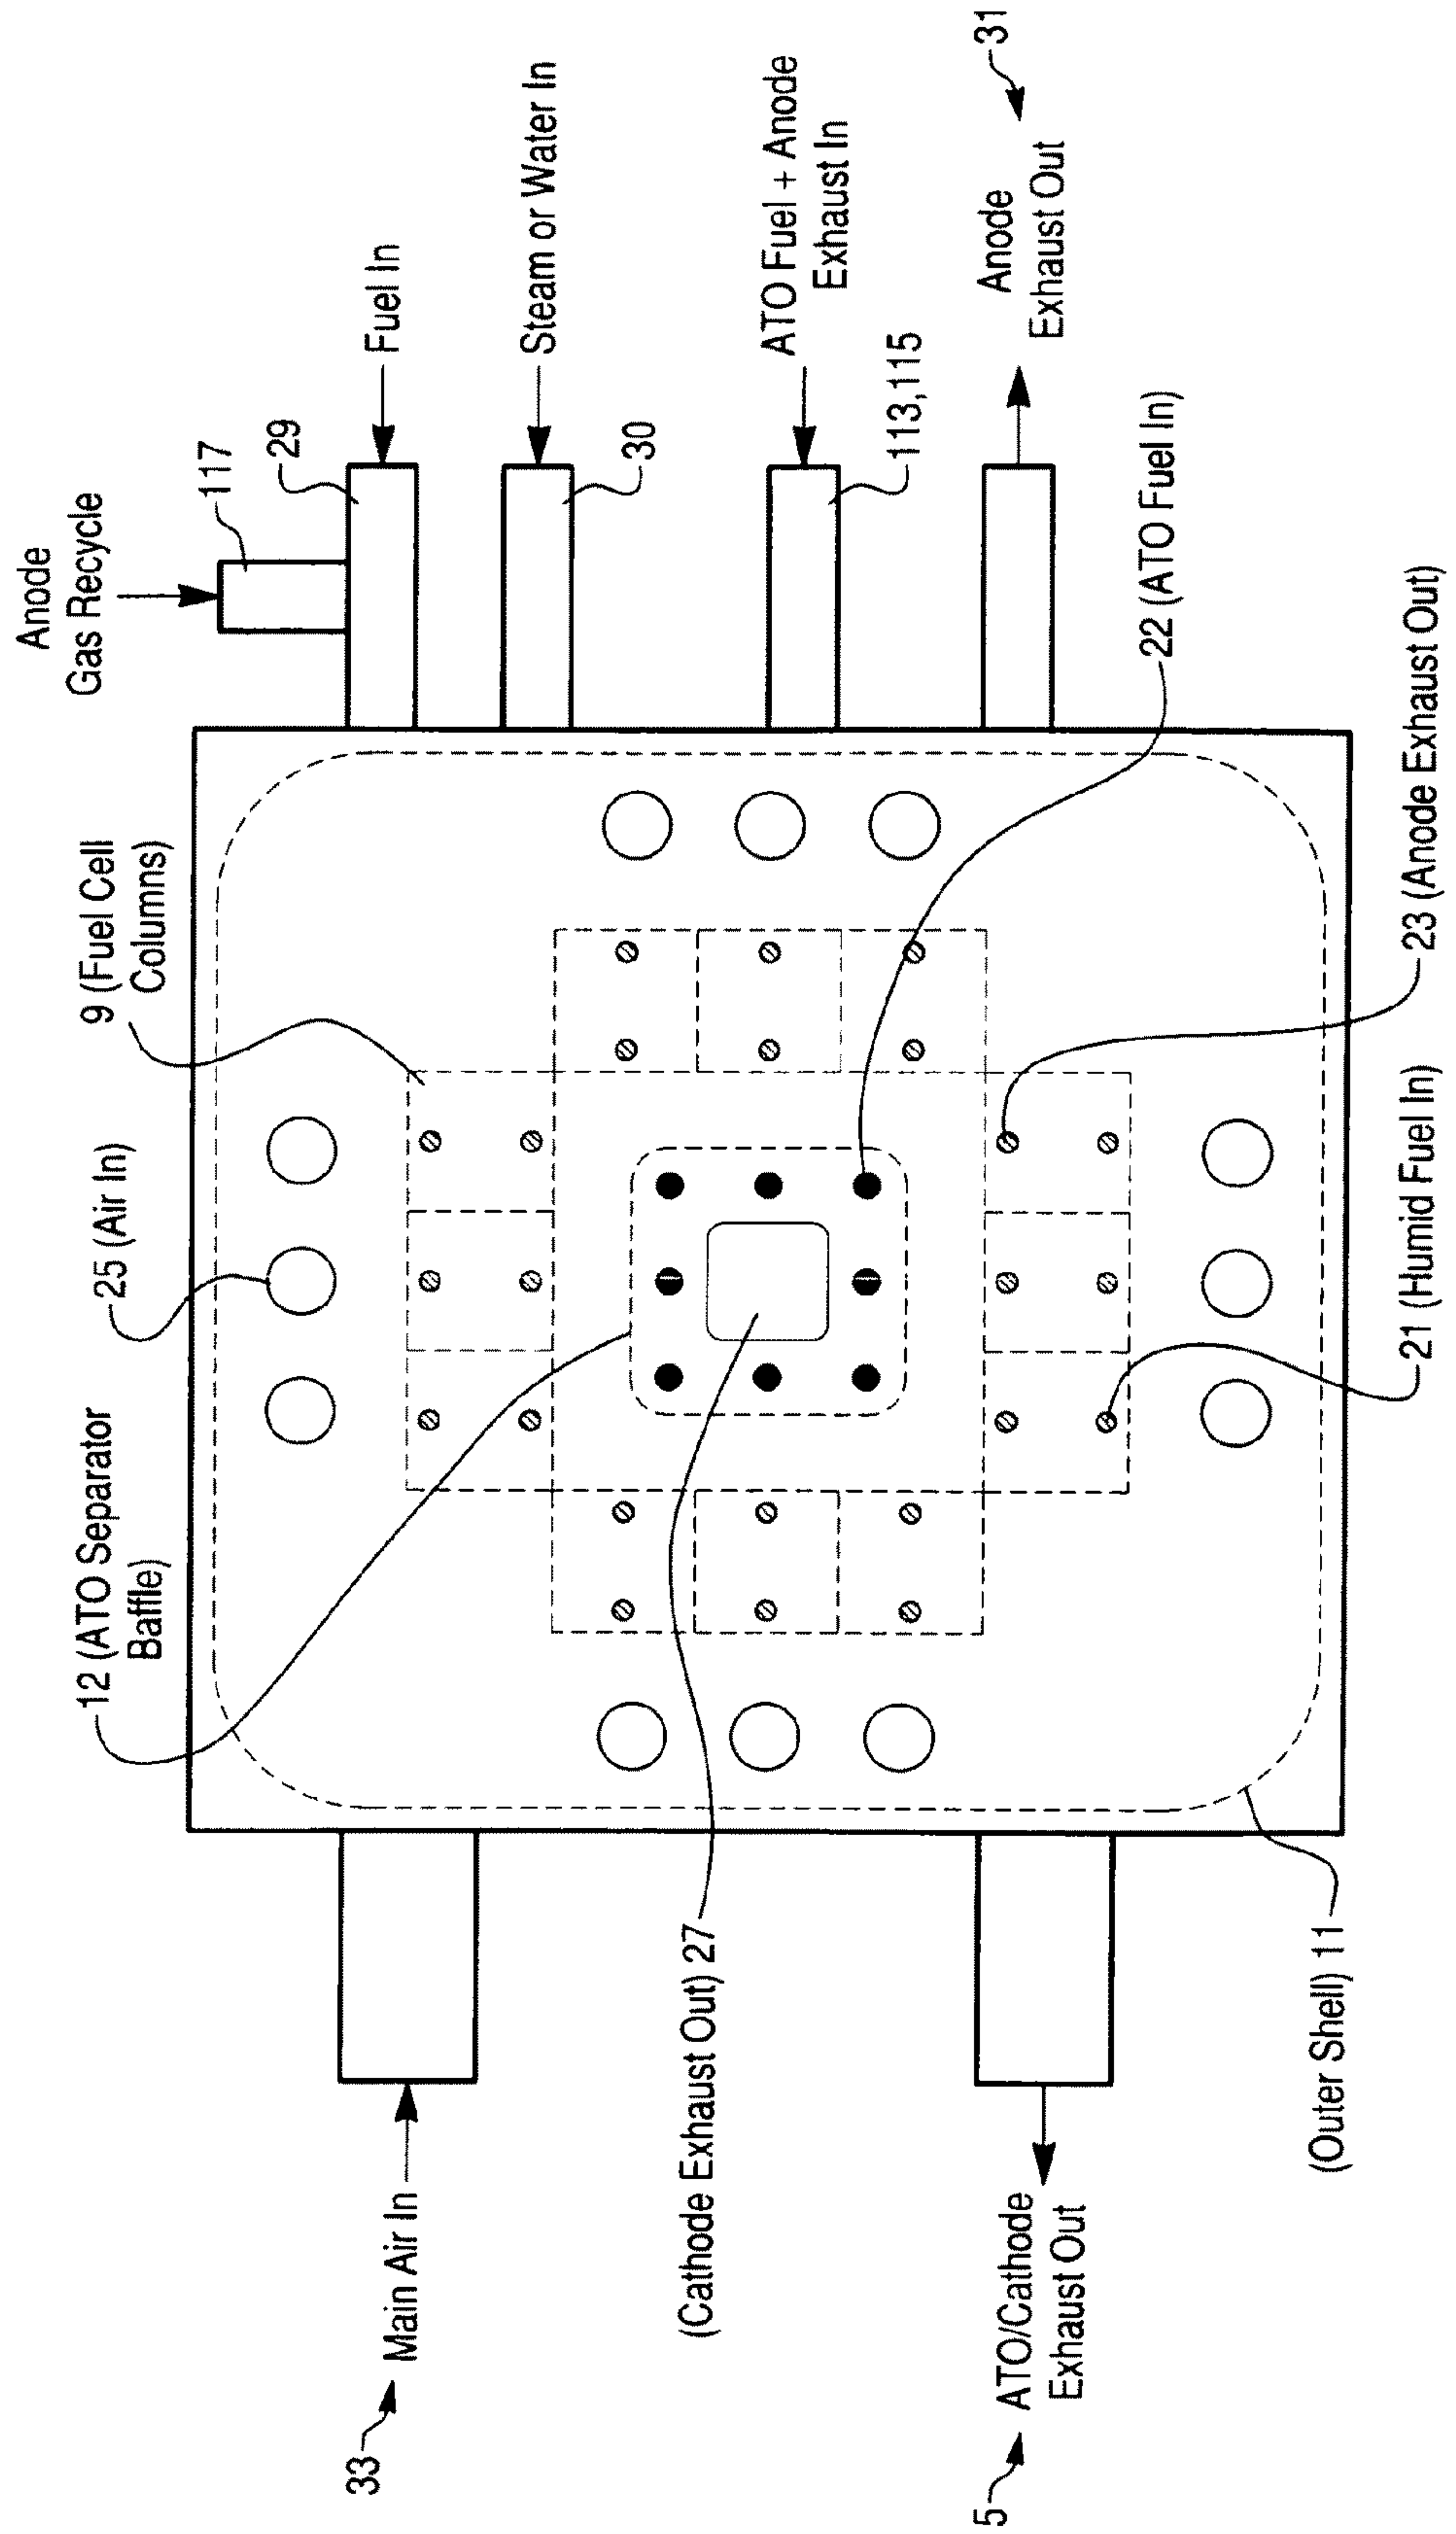 Anode
Gas Recycle
117
29
Fuel In
Steam or Water In
30
ATO Fuel + Anode
Exhaust In
113,115
Anode
Exhaust Out
31
22 (ATO Fuel In)
23 (Anode Exhaust Out)
21 (Humid Fuel In)
9 (Fuel Cell
Columns)
25 (Air In)
12 (ATO Separator
Baffle)
33
Main Air In
(Cathode Exhaust Out) 27
5
ATO/Cathode
Exhaust Out
(Outer Shell) 11